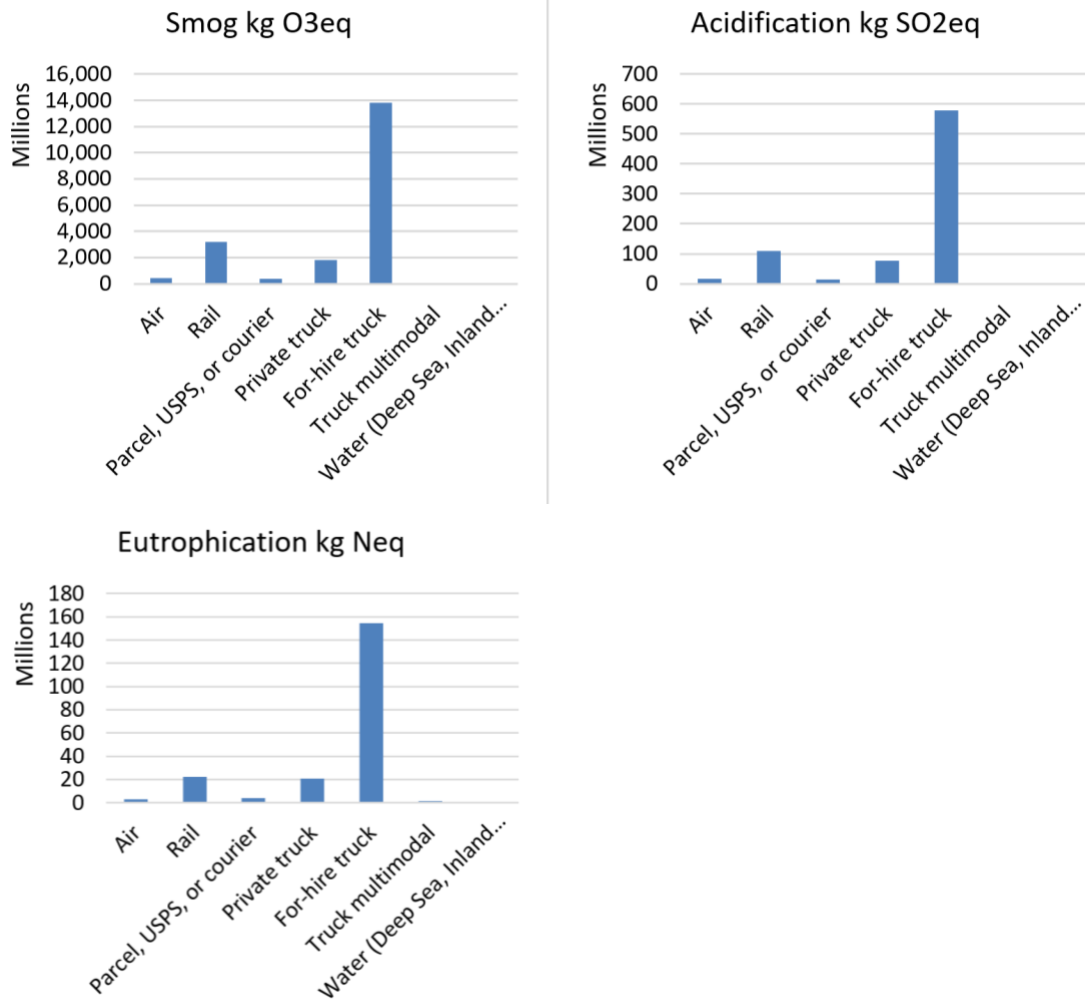 Smog kg O3eq
Millions
16,000
14,000
12,000
10,000
8,000
6,000
4,000
2,000
0
Air
Rail
Parcel, USPS, or courier
Private truck
For-hire truck
Truck multimodal
Water (Deep Sea, Inland...
Acidification kg SO2eq
Millions
700
600
500
400
300
200
100
0
Air
Rail
Parcel, USPS, or courier
Private truck
For-hire truck
Truck multimodal
Water (Deep Sea, Inland...
Eutrophication kg Neq
Millions
180
160
140
120
100
80
60
40
20
0
Air
Rail
Parcel, USPS, or courier
Private truck
For-hire truck
Truck multimodal
Water (Deep Sea, Inland...